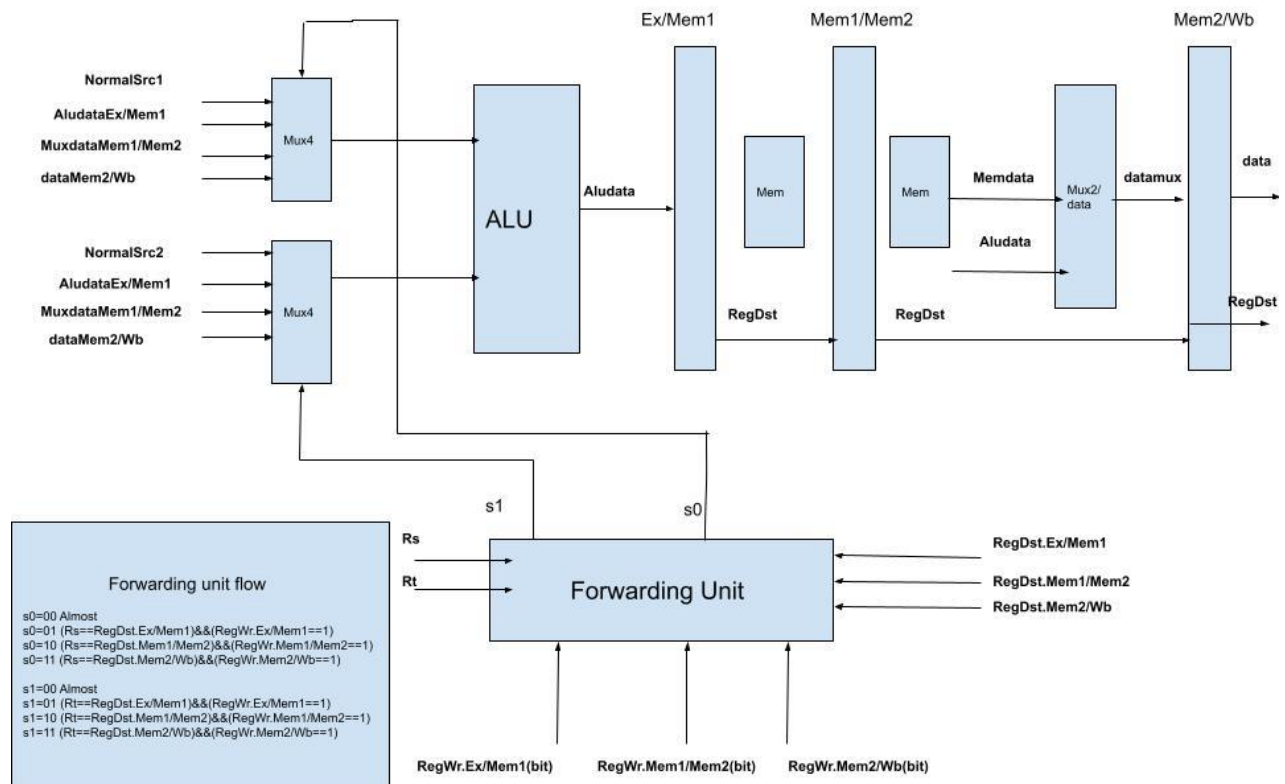 Ex/Mem1
Mem1/Mem2
Mem2/Wb
NormalSrc1
AludataEx/Mem1
MuxdataMem1/Mem2
dataMem2/Wb
Mux4
NormalSrc2
AludataEx/Mem1
MuxdataMem1/Mem2
dataMem2/Wb
Mux4
ALU
Aludata
Mem
Mem
Memdata
Aludata
Mux2/
data
datamux
data
RegDst
RegDst
RegDst
s1
s0
Rs
Rt
Forwarding Unit
RegDst.Ex/Mem1
RegDst.Mem1/Mem2
RegDst.Mem2/Wb
RegWr.Ex/Mem1(bit)
RegWr.Mem1/Mem2(bit)
RegWr.Mem2/Wb(bit)
Forwarding unit flow
s0=00 Almost
s0=01 (Rs==RegDst.Ex/Mem1)&&(RegWr.Ex/Mem1==1)
s0=10 (Rs==RegDst.Mem1/Mem2)&&(RegWr.Mem1/Mem2==1)
s0=11 (Rs==RegDst.Mem2/Wb)&&(RegWr.Mem2/Wb==1)
s1=00 Almost
s1=01 (Rt==RegDst.Ex/Mem1)&&(RegWr.Ex/Mem1==1)
s1=10 (Rt==RegDst.Mem1/Mem2)&&(RegWr.Mem1/Mem2==1)
s1=11 (Rt==RegDst.Mem2/Wb)&&(RegWr.Mem2/Wb==1)